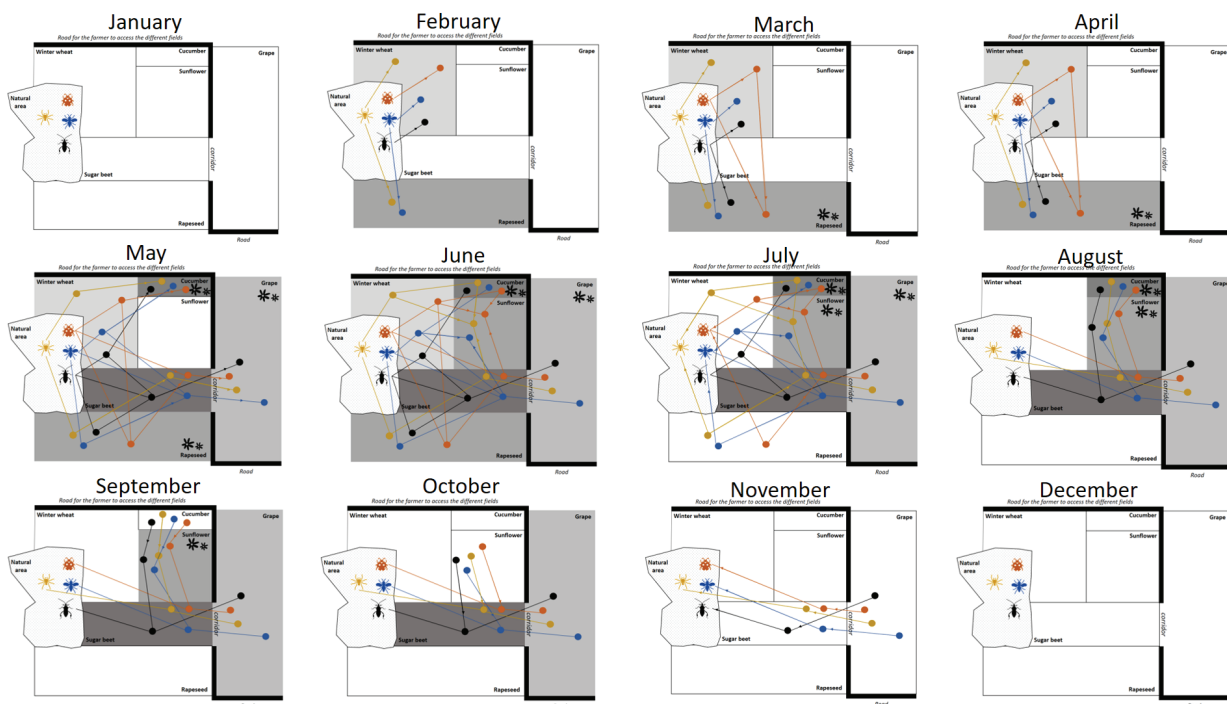 January
Road for the farmer to access the different fields
Winter wheat
Cucumber
Grape
Sunflower
Natural
area
corridor
Sugar beet
Rapeseed
Road
February
Road for the farmer to access the different fields
Winter wheat
Cucumber
Grape
Sunflower
Natural
area
corridor
Sugar beet
Rapeseed
Road
March
Road for the farmer to access the different fields
Winter wheat
Cucumber
Grape
Sunflower
Natural
area
corridor
Sugar beet
Rapeseed
Road
April
Road for the farmer to access the different fields
Winter wheat
Cucumber
Grape
Sunflower
Natural
area
corridor
Sugar beet
Rapeseed
Road
May
Road for the farmer to access the different fields
Winter wheat
Cucumber
Grape
Sunflower
Natural
area
corridor
Sugar beet
Rapeseed
Road
June
Road for the farmer to access the different fields
Winter wheat
Cucumber
Grape
Sunflower
Natural
area
corridor
Sugar beet
Rapeseed
Road
July
Road for the farmer to access the different fields
Winter wheat
Cucumber
Grape
Sunflower
Natural
area
corridor
Sugar beet
Rapeseed
Road
August
Road for the farmer to access the different fields
Winter wheat
Cucumber
Grape
Sunflower
Natural
area
corridor
Sugar beet
Rapeseed
Road
September
Road for the farmer to access the different fields
Winter wheat
Cucumber
Grape
Sunflower
Natural
area
corridor
Sugar beet
Rapeseed
October
Road for the farmer to access the different fields
Winter wheat
Cucumber
Grape
Sunflower
Natural
area
corridor
Sugar beet
Rapeseed
November
Road for the farmer to access the different fields
Winter wheat
Cucumber
Grape
Sunflower
Natural
area
corridor
Sugar beet
Rapeseed
December
Road for the farmer to access the different fields
Winter wheat
Cucumber
Grape
Sunflower
Natural
area
corridor
Sugar beet
Rapeseed